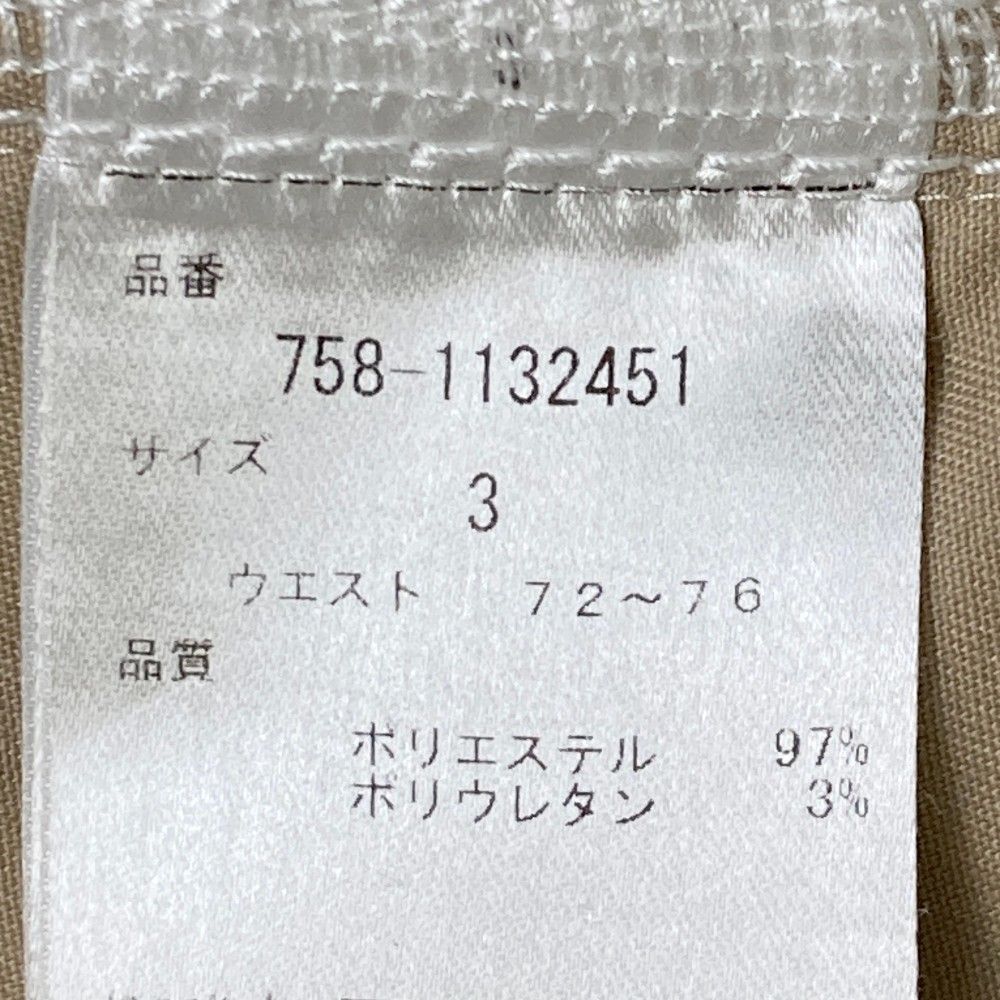 品番
758-1132451
サイズ
3
ウエスト ７２～７６
品質
ポリエステル 97%
ポリウレタン 3%